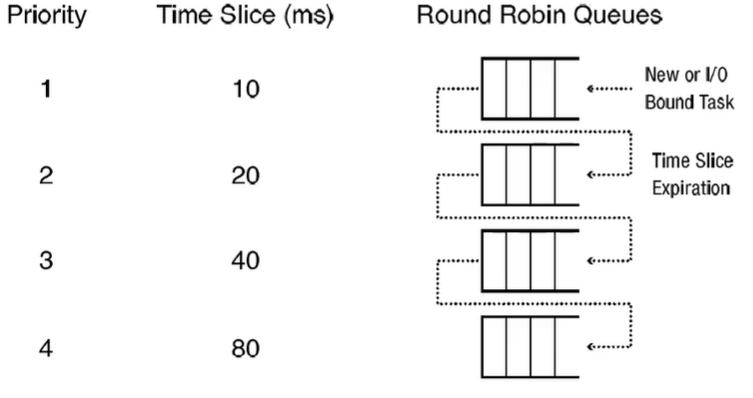 Priority Time Slice (ms) Round Robin Queues
1 10
New or I/O
Bound Task
2 20
Time Slice
Expiration
3 40
4 80